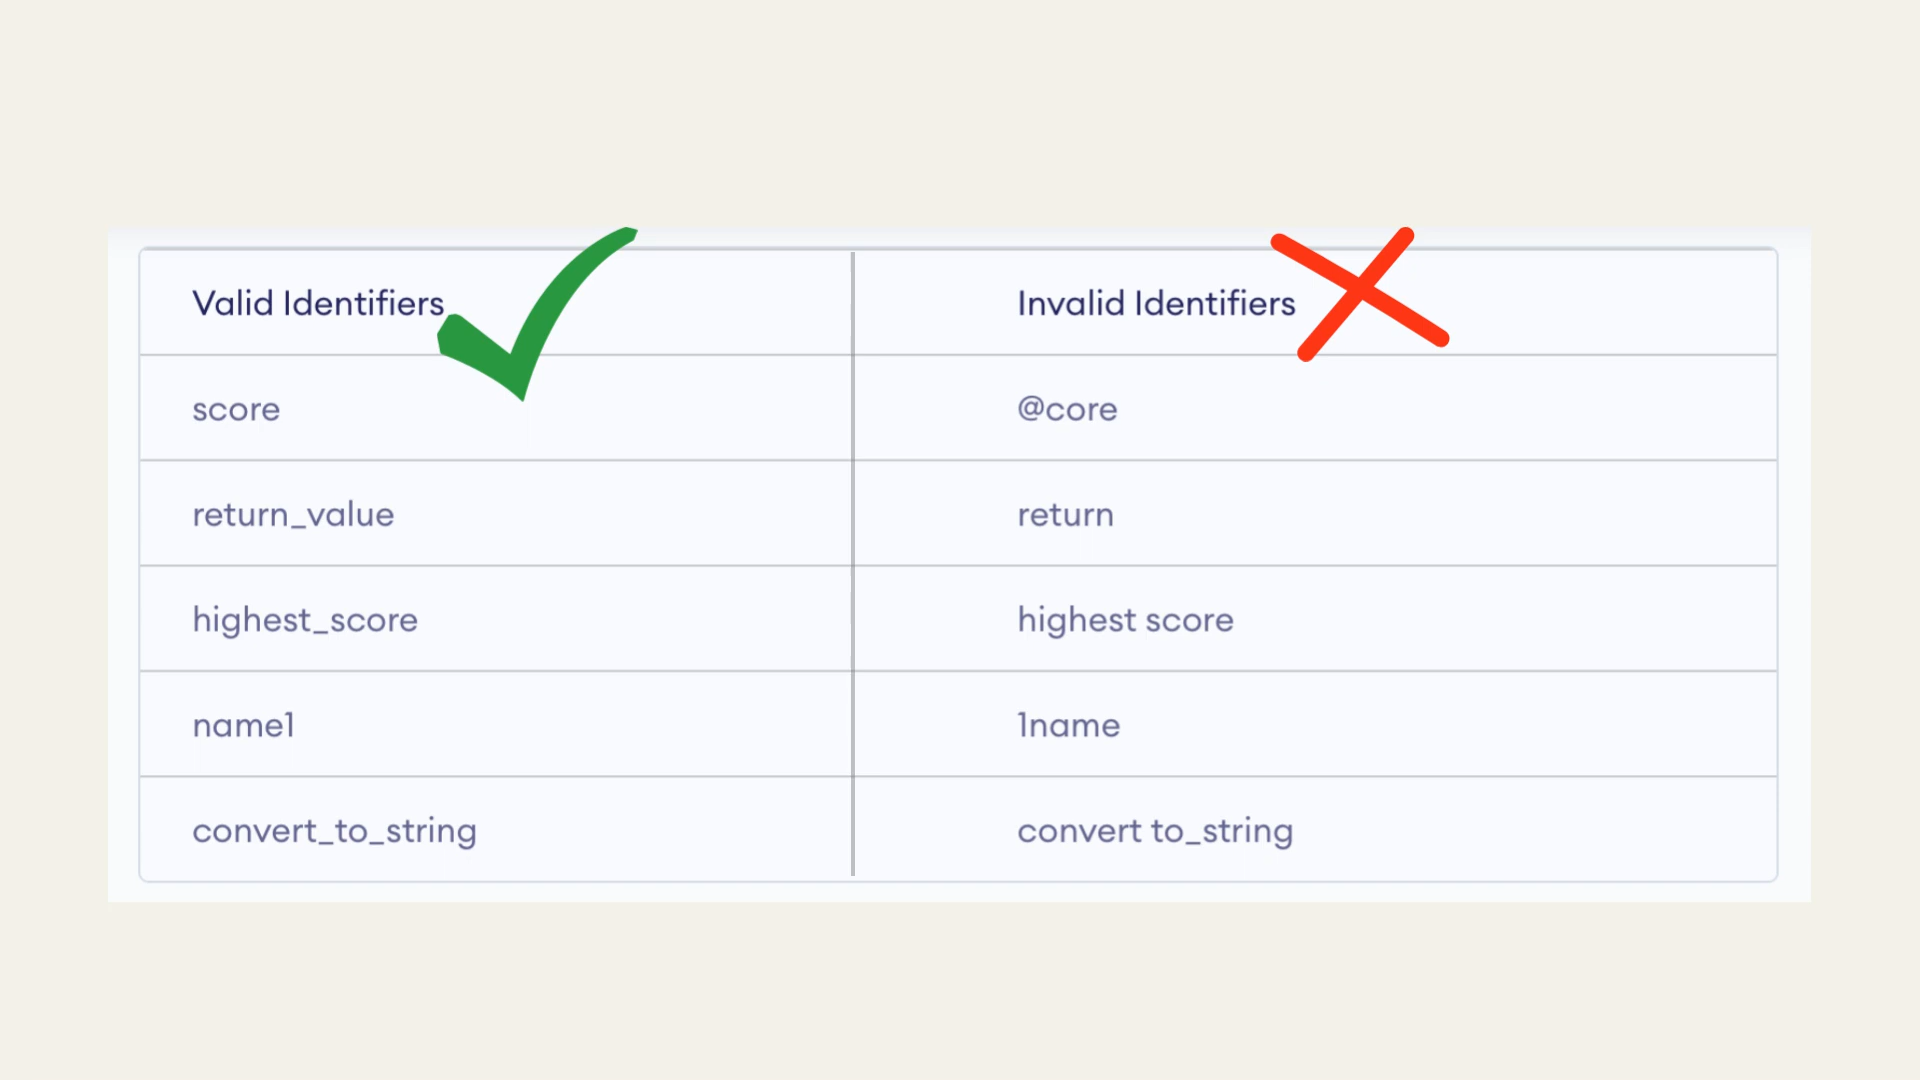 Valid Identifiers Invalid Identifiers
score @core
return_value return
highest_score highest score
name1 1name
convert_to_string convert to_string